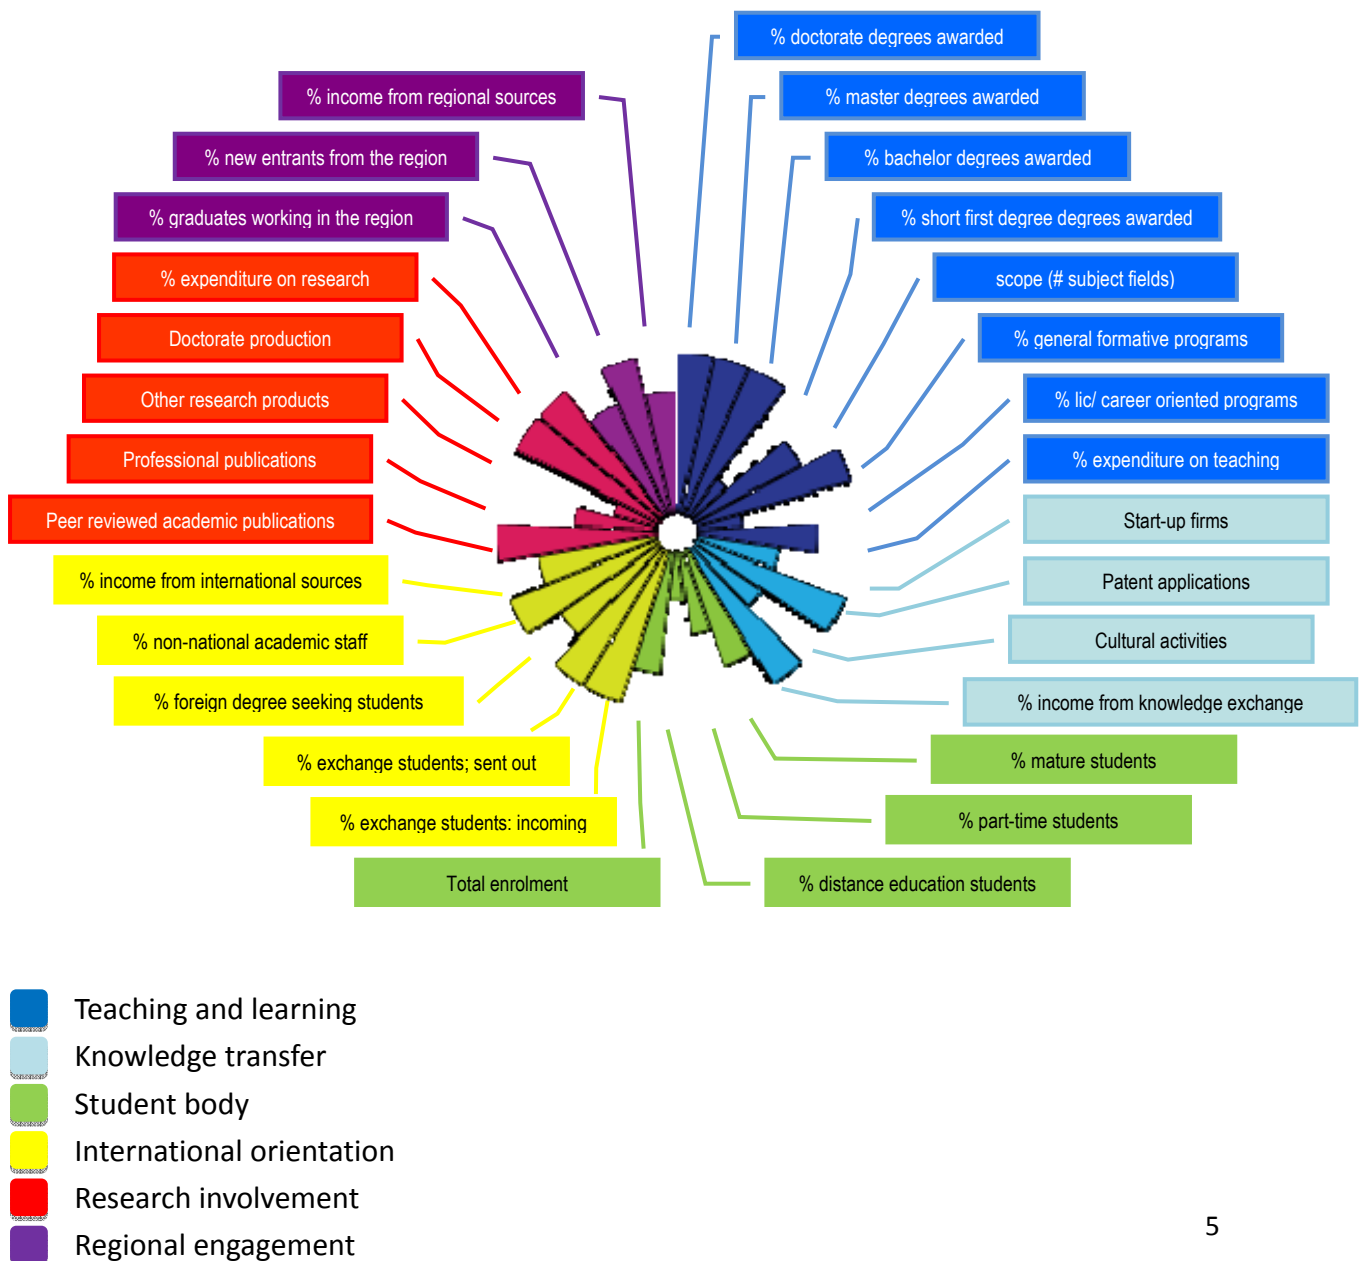 % doctorate degrees awarded
% income from regional sources
% master degrees awarded
% new entrants from the region
% bachelor degrees awarded
% graduates working in the region
% short first degree degrees awarded
% expenditure on research
scope (# subject fields)
Doctorate production
% general formative programs
Other research products
% lic/ career oriented programs
Professional publications
% expenditure on teaching
Peer reviewed academic publications
Start-up firms
% income from international sources
Patent applications
% non-national academic staff
Cultural activities
% foreign degree seeking students
% income from knowledge exchange
% exchange students; sent out
% mature students
% exchange students: incoming
% part-time students
Total enrolment
% distance education students
Teaching and learning
Knowledge transfer
Student body
International orientation
Research involvement
Regional engagement
5